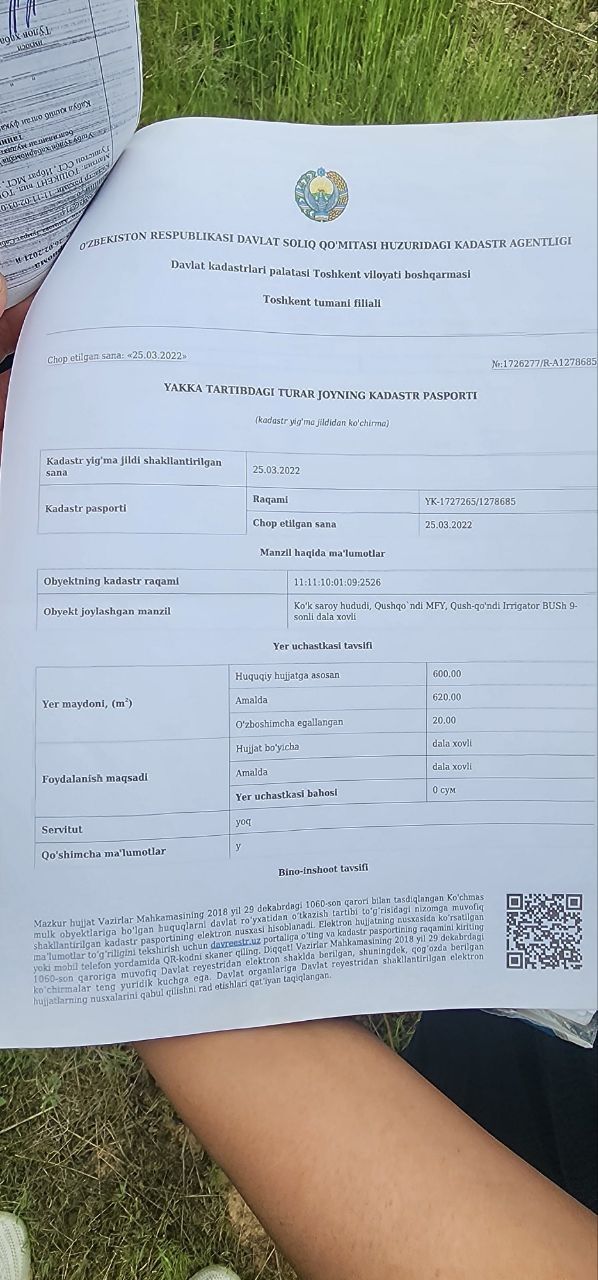 Тўлов хаба
O'ZBEKISTON RESPUBLIKASI DAVLAT SOLIQ QO'MITASI HUZURIDAGI KADASTR AGENTLIGI
Davlat kadastrlari palatasi Toshkent viloyati boshqarmasi
Toshkent tumani filiali
Chop etilgan sana: «25.03.2022»
№:1726277/R-A1278685
YAKKA TARTIBDAGI TURAR JOYNING KADASTR PASPORTI
(kadastr yig'ma jildidan ko'chirma)
Kadastr yig'ma jildi shakllantirilgan
sana
25.03.2022
Kadastr pasporti
Raqami
YK-1727265/1278685
Chop etilgan sana
25.03.2022
Manzil haqida ma'lumotlar
Obyektning kadastr raqami
11:11:10:01:09:2526
Obyekt joylashgan manzil
Ko'k saroy hududi, Qushqo`ndi MFY, Qush-qo'ndi Irrigator BUSh 9-
sonli dala xovli
Yer uchastkasi tavsifi
Yer maydoni, (m²)
Huquqiy hujjatga asosan
600.00
Amalda
620.00
O'zboshimcha egallangan
20.00
Foydalanish maqsadi
Hujjat bo'yicha
dala xovli
Amalda
dala xovli
Yer uchastkasi bahosi
0 сум
Servitut
yoq
Qo'shimcha ma'lumotlar
y
Bino-inshoot tavsifi
Mazkur hujjat Vazirlar Mahkamasining 2018 yil 29 dekabrdagi 1060-son qarori bilan tasdiqlangan Ko'chmas
mulk obyektlariga bo'lgan huquqlarni davlat ro'yxatidan o'tkazish tartibi to'g'risidagi nizomga muvofiq
shakllantirilgan kadastr pasportining elektron nusxasi hisoblanadi. Elektron hujjatning nusxasida ko'rsatilgan
ma'lumotlar to'g'riligini tekshirish uchun davreestr.uz portaliga o'ting va kadastr pasportining raqamini kiriting
yoki mobil telefon yordamida QR-kodni skaner qiling. Diqqat! Vazirlar Mahkamasining 2018 yil 29 dekabrdagi
1060-son qaroriga muvofiq Davlat reyestridan elektron shaklda berilgan, shuningdek, qog'ozda berilgan
ko'chirmalar teng yuridik kuchga ega. Davlat organlariga Davlat reyestridan shakllantirilgan elektron
hujjatlarning nusxalarini qabul qilishni rad etishlari qat'iyan taqiqlangan.